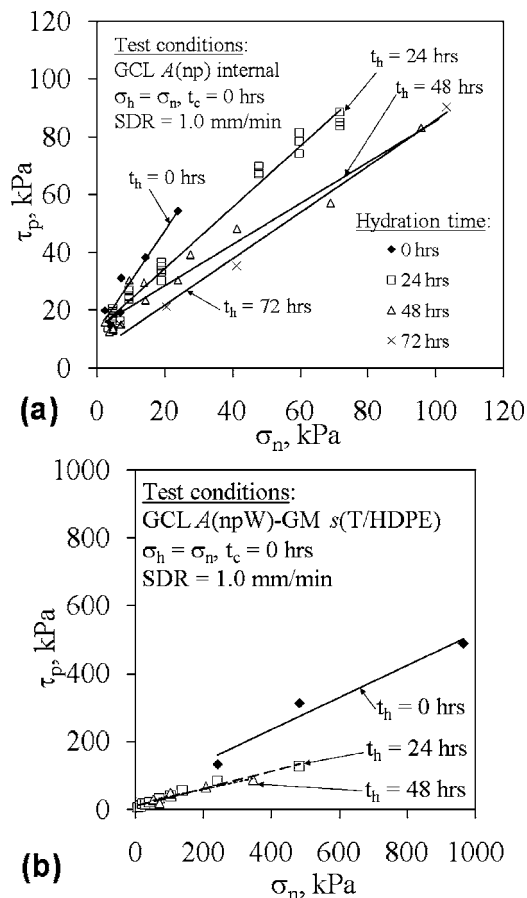 120
100
80
60
40
20
0
τp, kPa
Test conditions:
GCL A(np) internal
σh = σn, tc = 0 hrs
SDR = 1.0 mm/min
th = 24 hrs
th = 48 hrs
th = 0 hrs
th = 72 hrs
Hydration time:
0 hrs
24 hrs
48 hrs
72 hrs
0 20 40 60 80 100 120
σn, kPa
(a)
1000
800
600
400
200
0
τp, kPa
Test conditions:
GCL A(npW)-GM s(T/HDPE)
σh = σn, tc = 0 hrs
SDR = 1.0 mm/min
th = 0 hrs
th = 24 hrs
th = 48 hrs
0 200 400 600 800 1000
σn, kPa
(b)